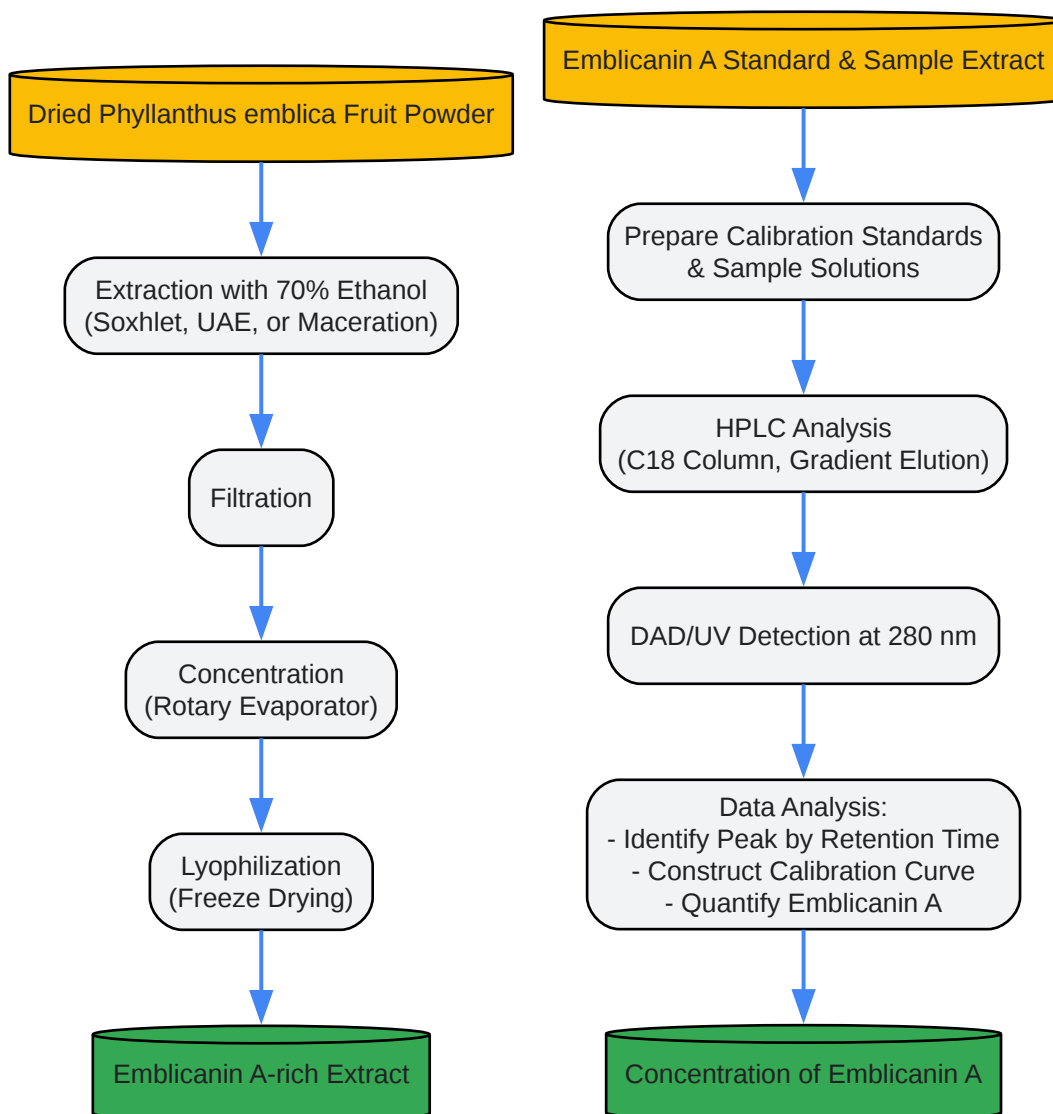 Dried Phyllanthus emblica Fruit Powder
Extraction with 70% Ethanol
(Soxhlet, UAE, or Maceration)
Filtration
Concentration
(Rotary Evaporator)
Lyophilization
(Freeze Drying)
Emblicanin A-rich Extract
Emblicanin A Standard & Sample Extract
Prepare Calibration Standards
& Sample Solutions
HPLC Analysis
(C18 Column, Gradient Elution)
DAD/UV Detection at 280 nm
Data Analysis:
- Identify Peak by Retention Time
- Construct Calibration Curve
- Quantify Emblicanin A
Concentration of Emblicanin A